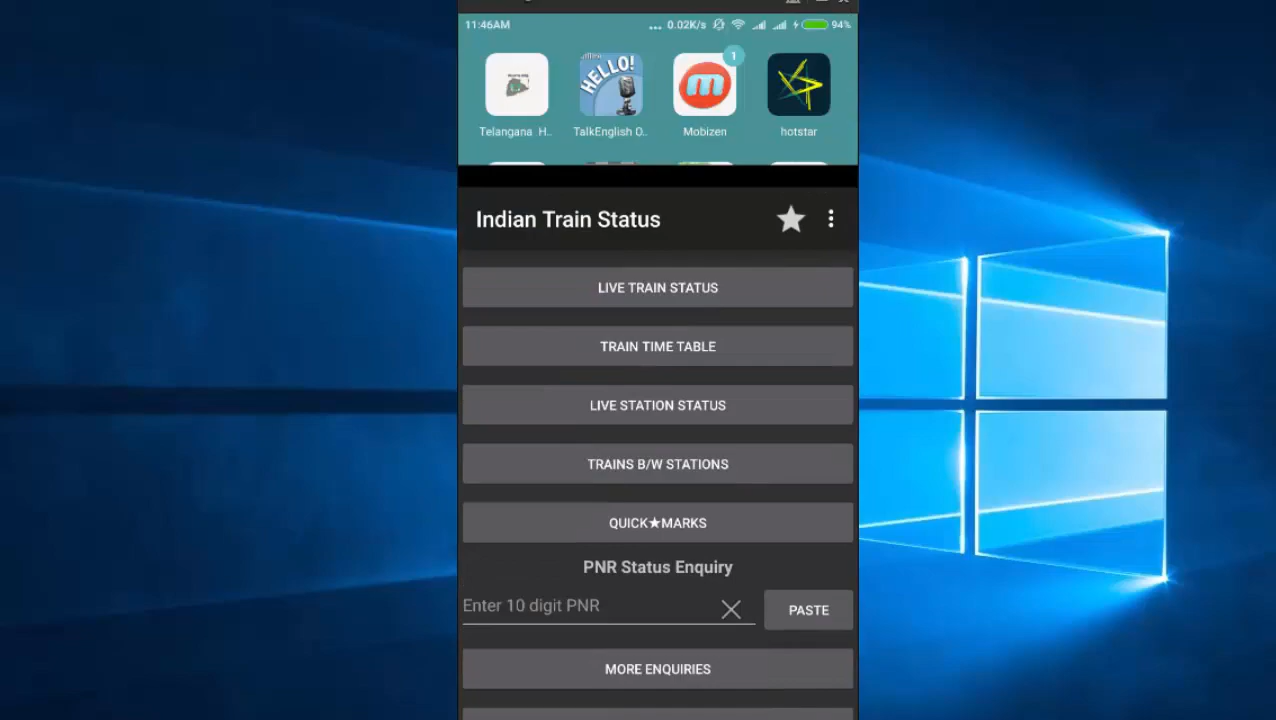 11:46AM
... 0.02K/s 94%
HELLO!
1
Telangana H..
TalkEnglish O..
Mobizen
hotstar
Indian Train Status
LIVE TRAIN STATUS
TRAIN TIME TABLE
LIVE STATION STATUS
TRAINS B/W STATIONS
QUICK★MARKS
PNR Status Enquiry
Enter 10 digit PNR
PASTE
MORE ENQUIRIES